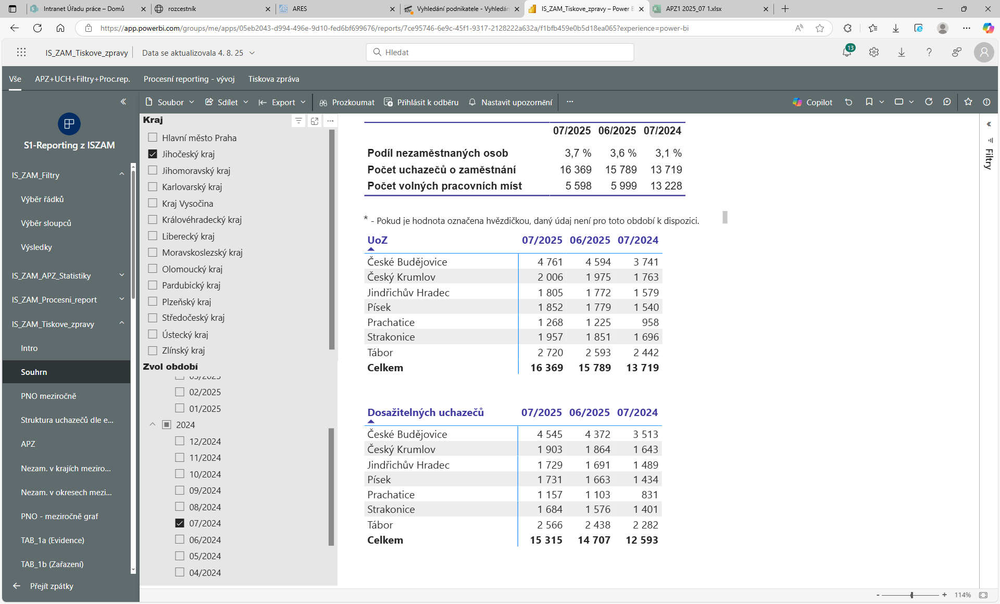 Intranet Úřadu práce – Domů
rozcestník
ARES
Vyhledání podnikatele - Vyhledán
IS_ZAM_Tiskove_zpravy – Power B
APZ1 2025_07 1.xlsx
https://app.powerbi.com/groups/me/apps/05eb2043-d994-496e-9d10-fed6bf699676/reports/7ce95746-6e9c-45f1-9317-2128222a632a/f1bfb459e0b5d18ea065?experience=power-bi
IS_ZAM_Tiskove_zpravy
Data se aktualizovala 4. 8. 25
Hledat
13
Vše
APZ+UCH+Filtry+Proc.rep.
Procesní reporting - vývoj
Tiskova zpráva
Soubor
Sdílet
Export
Prozkoumat
Přihlásit k odběru
Nastavit upozornění
Copilot
S1-Reporting z ISZAM
IS_ZAM_Filtry
Výběr řádků
Výběr sloupců
Výsledky
IS_ZAM_APZ_Statistiky
IS_ZAM_Procesni_report
IS_ZAM_Tiskove_zpravy
Intro
Souhrn
PNO meziročně
Struktura uchazečů dle e...
APZ
Nezam. v krajích meziro...
Nezam. v okresech mezi...
PNO - meziročně graf
TAB_1a (Evidence)
TAB_1b (Zařazení)
Přejít zpátky
Kraj
Hlavní město Praha
Jihočeský kraj
Jihomoravský kraj
Karlovarský kraj
Kraj Vysočina
Královéhradecký kraj
Liberecký kraj
Moravskoslezský kraj
Olomoucký kraj
Pardubický kraj
Plzeňský kraj
Středočeský kraj
Ústecký kraj
Zlínský kraj
Zvol období
03/2025
02/2025
01/2025
2024
12/2024
11/2024
10/2024
09/2024
08/2024
07/2024
06/2024
05/2024
04/2024
07/2025 06/2025 07/2024
Podíl nezaměstnaných osob 3,7 % 3,6 % 3,1 %
Počet uchazečů o zaměstnání 16 369 15 789 13 719
Počet volných pracovních míst 5 598 5 999 13 228
* - Pokud je hodnota označena hvězdičkou, daný údaj není pro toto období k dispozici.
UoZ 07/2025 06/2025 07/2024
České Budějovice 4 761 4 594 3 741
Český Krumlov 2 006 1 975 1 763
Jindřichův Hradec 1 805 1 772 1 579
Písek 1 852 1 779 1 540
Prachatice 1 268 1 225 958
Strakonice 1 957 1 851 1 696
Tábor 2 720 2 593 2 442
Celkem 16 369 15 789 13 719
Dosažitelných uchazečů 07/2025 06/2025 07/2024
České Budějovice 4 545 4 372 3 513
Český Krumlov 1 903 1 864 1 643
Jindřichův Hradec 1 729 1 691 1 489
Písek 1 731 1 663 1 434
Prachatice 1 157 1 103 831
Strakonice 1 684 1 576 1 401
Tábor 2 566 2 438 2 282
Celkem 15 315 14 707 12 593
Filtry
- + 114%